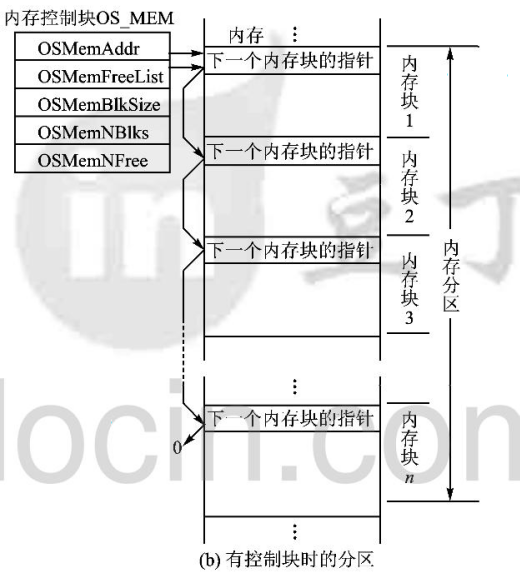 内存控制块OS_MEM
OSMemAddr
OSMemFreeList
OSMemBlkSize
OSMemNBlks
OSMemNFree
内存
下一个内存块的指针
下一个内存块的指针
下一个内存块的指针
下一个内存块的指针
0
内存块1
内存块2
内存块3
内存块n
内存分区
(b) 有控制块时的分区
in 豆丁
docin.com